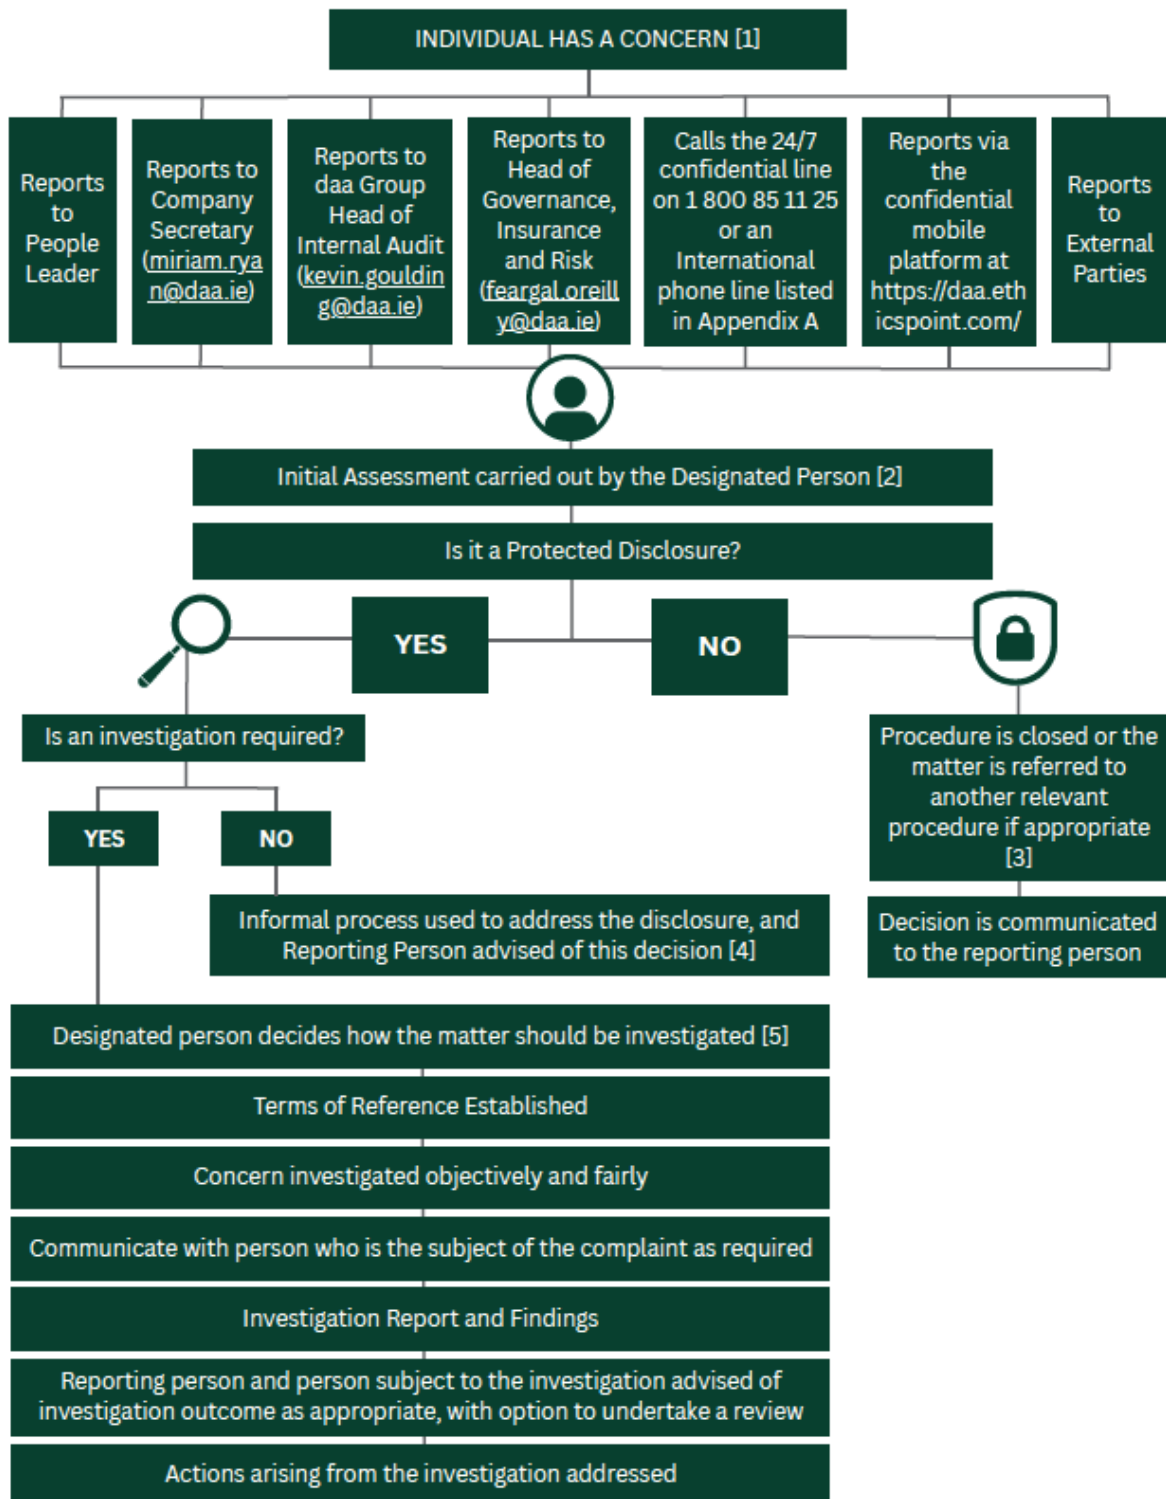 INDIVIDUAL HAS A CONCERN [1]
Reports
to
People
Leader
Reports to
Company
Secretary
(miriam.rya
n@daa.ie)
Reports to
daa Group
Head of
Internal Audit
(kevin.gouldin
g@daa.ie)
Reports to
Head of
Governance,
Insurance
and Risk
(feargal.oreill
y@daa.ie)
Calls the 24/7
confidential line
on 1 800 85 11 25
or an
International
phone line listed
in Appendix A
Reports via
the
confidential
mobile
platform at
https://daa.eth
icspoint.com/
Reports
to
External
Parties
Initial Assessment carried out by the Designated Person [2]
Is it a Protected Disclosure?
YES
NO
Is an investigation required?
YES
NO
Procedure is closed or the
matter is referred to
another relevant
procedure if appropriate
[3]
Decision is communicated
to the reporting person
Informal process used to address the disclosure, and
Reporting Person advised of this decision [4]
Designated person decides how the matter should be investigated [5]
Terms of Reference Established
Concern investigated objectively and fairly
Communicate with person who is the subject of the complaint as required
Investigation Report and Findings
Reporting person and person subject to the investigation advised of
investigation outcome as appropriate, with option to undertake a review
Actions arising from the investigation addressed